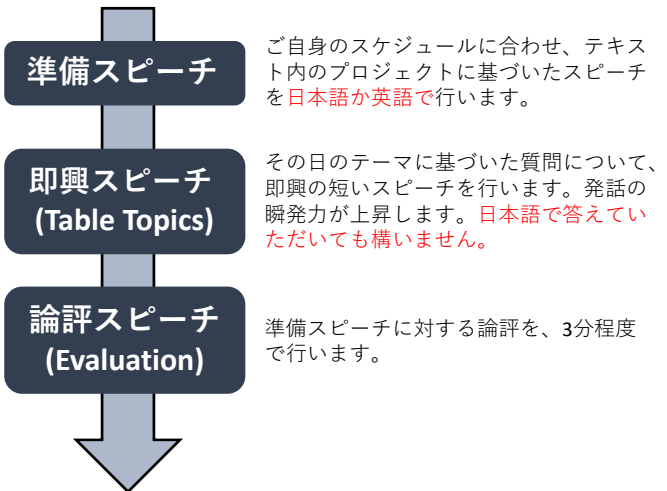 準備スピーチ
ご自身のスケジュールに合わせ、テキス
ト内のプロジェクトに基づいたスピーチ
を日本語か英語で行います。
即興スピーチ
(Table Topics)
その日のテーマに基づいた質問について、
即興の短いスピーチを行います。発話の
瞬発力が上昇します。日本語で答えてい
ただいても構いません。
論評スピーチ
(Evaluation)
準備スピーチに対する論評を、3分程度
で行います。